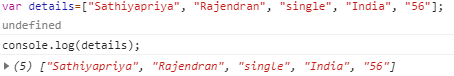 var details=["Sathiyapriya", "Rajendran", "single", "India", "56"];
undefined
console.log(details);
▶ (5) ["Sathiyapriya", "Rajendran", "single", "India", "56"]